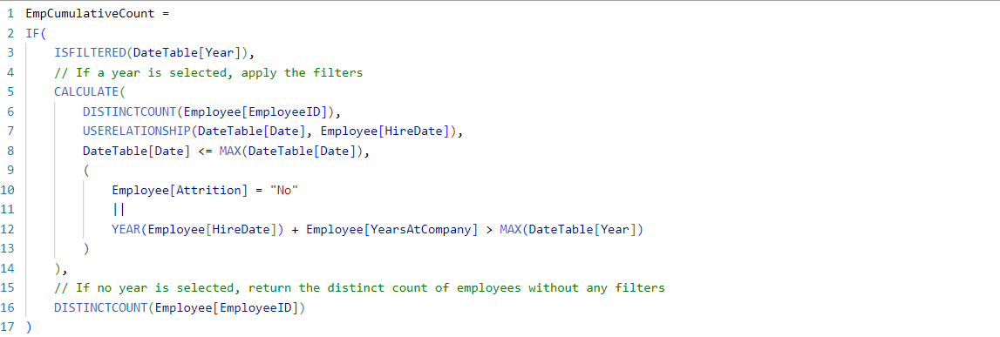 1 EmpCumulativeCount =
2 IF(
3 ISFILTERED(DateTable[Year]),
4 // If a year is selected, apply the filters
5 CALCULATE(
6 DISTINCTCOUNT(Employee[EmployeeID]),
7 USERELATIONSHIP(DateTable[Date], Employee[HireDate]),
8 DateTable[Date] <= MAX(DateTable[Date]),
9 (
10 Employee[Attrition] = "No"
11 ||
12 YEAR(Employee[HireDate]) + Employee[YearsAtCompany] > MAX(DateTable[Year])
13 )
14 ),
15 // If no year is selected, return the distinct count of employees without any filters
16 DISTINCTCOUNT(Employee[EmployeeID])
17 )